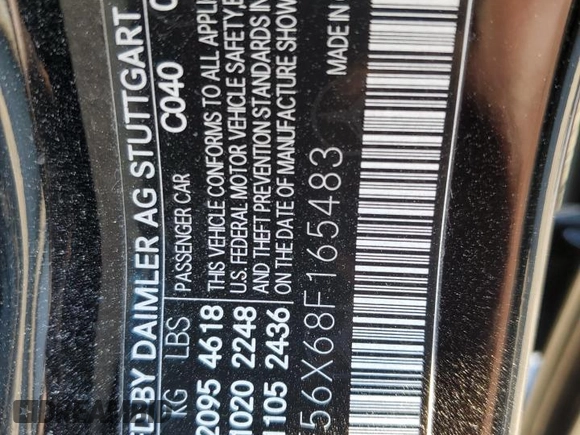 ED BY DAIMLER AG STUTTGART
C040
KG LBS PASSENGER CAR
2095 4618
1020 2248
1105 2436
THIS VEHICLE CONFORMS TO ALL APPLI
U.S. FEDERAL MOTOR VEHICLE SAFETY,
AND THEFT PREVENTION STANDARDS IN
ON THE DATE OF MANUFACTURE SHOW
56X68F165483
MADE IN